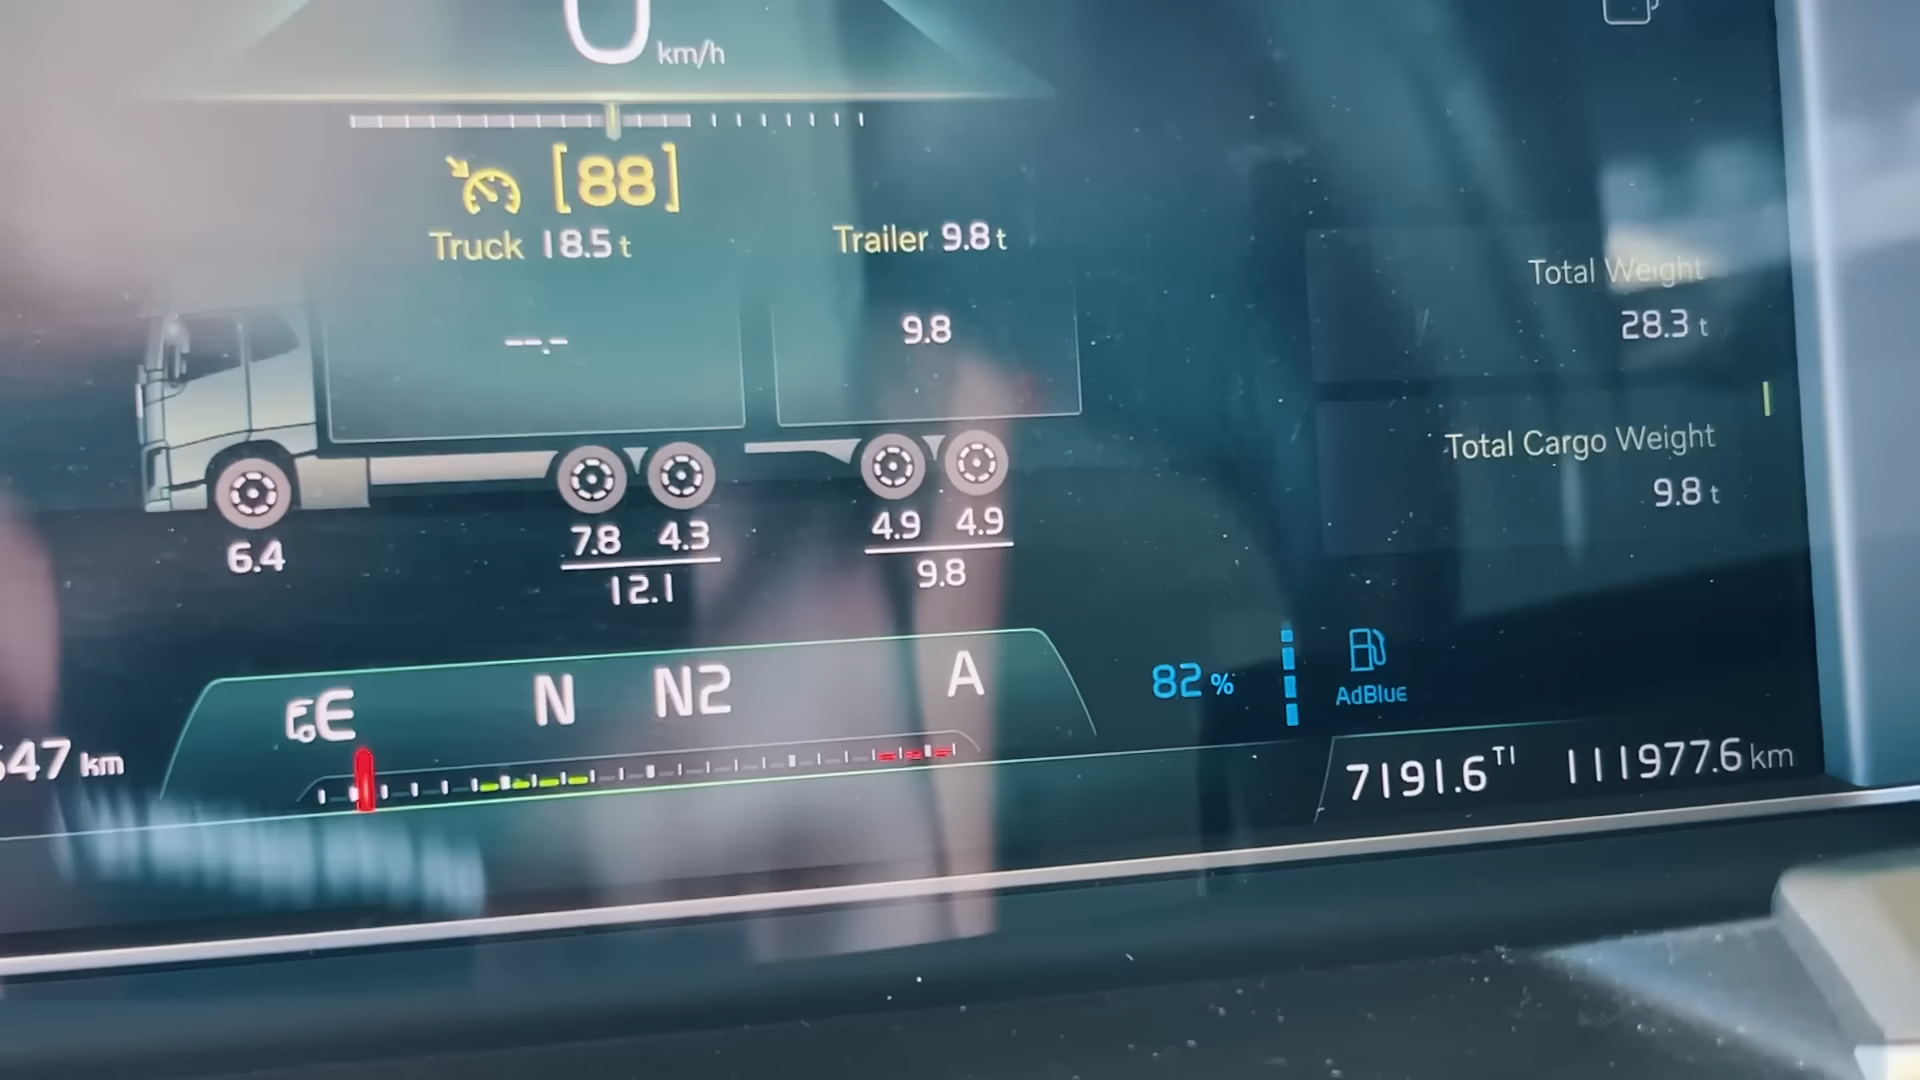 0 km/h
[88]
Truck 18.5 t
Trailer 9.8 t
--.-
9.8
6.4
7.8 4.3
12.1
4.9 4.9
9.8
Total Weight
28.3 t
Total Cargo Weight
9.8 t
E N N2 A
82 %
AdBlue
47 km
7191.6 TI 111977.6 km